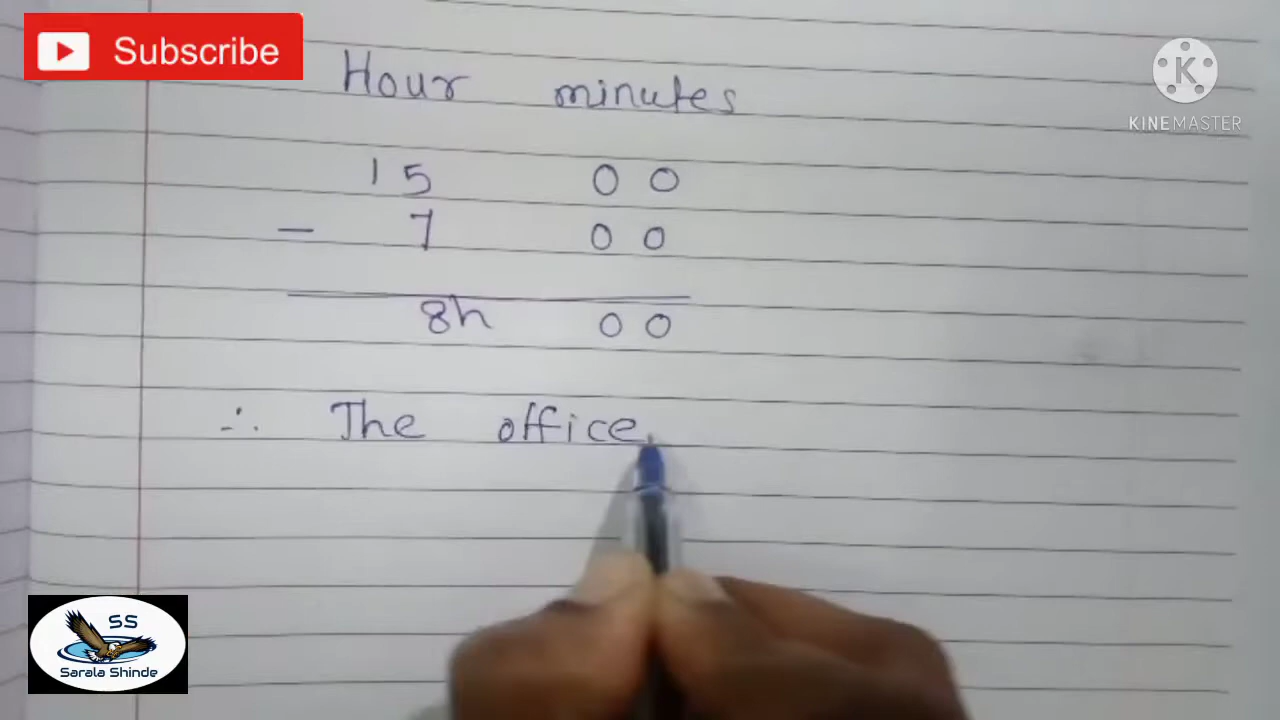 Subscribe
K
KINEMASTER
Hour minutes
15 00
- 7 00
8h 00
∴ The office
SS
Sarala Shinde